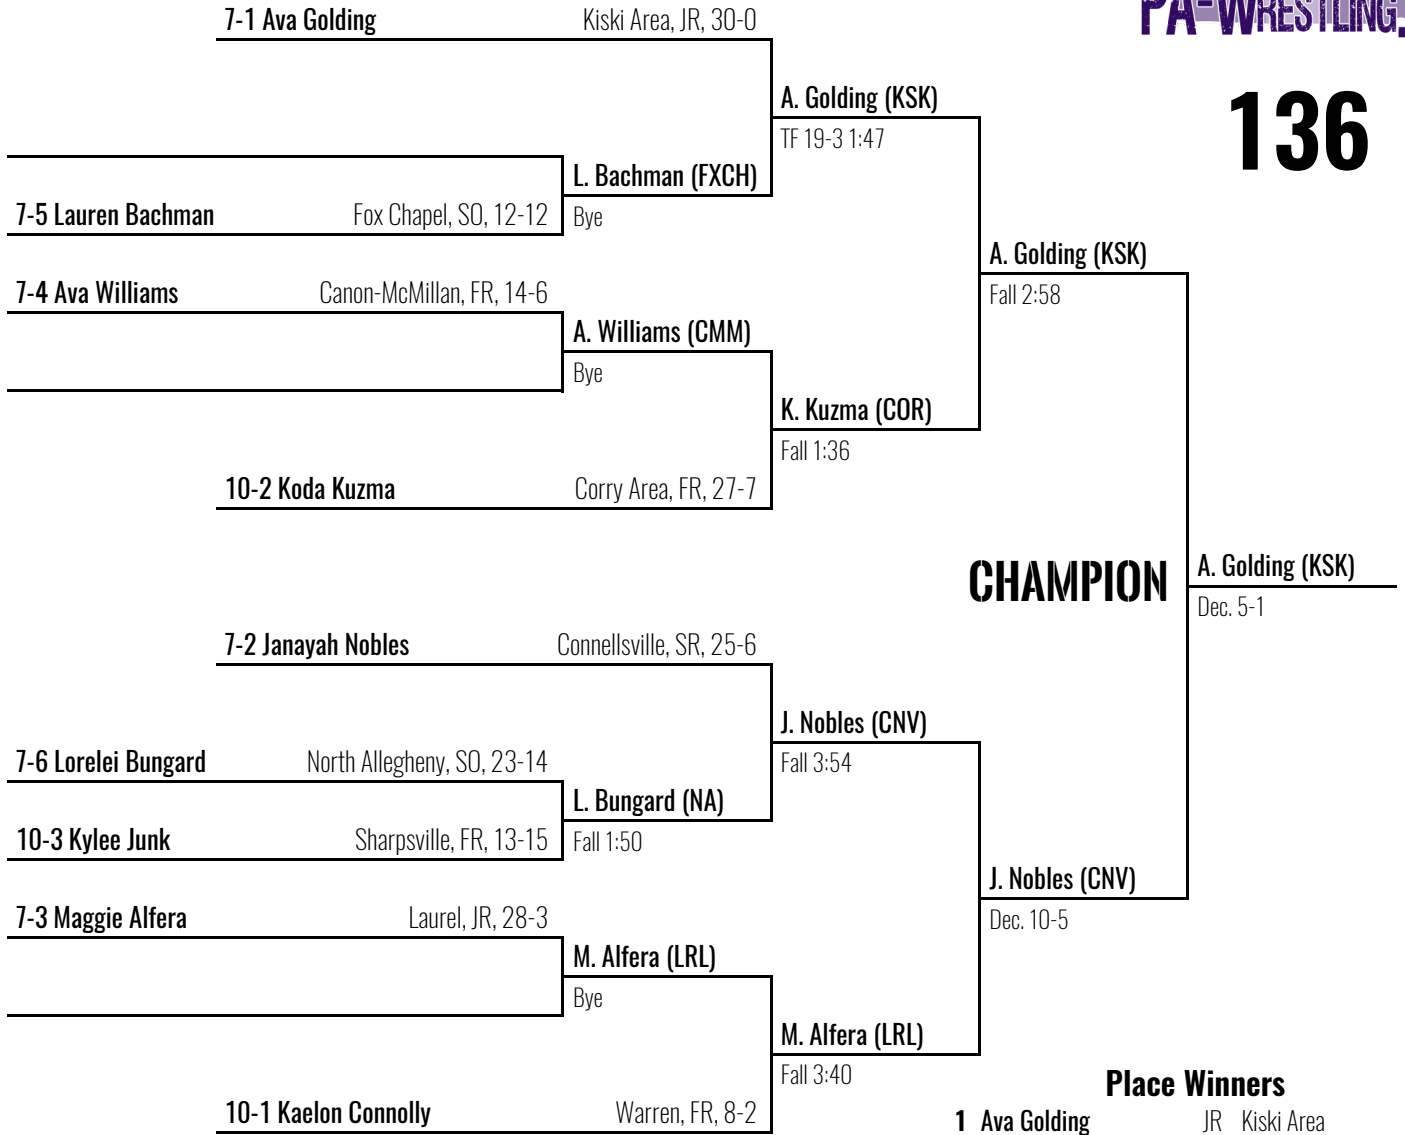 PA-WRESTLING.
7-1 Ava Golding Kiski Area, JR, 30-0
A. Golding (KSK)
136
TF 19-3 1:47
L. Bachman (FXCH)
7-5 Lauren Bachman Fox Chapel, SO, 12-12
Bye
A. Golding (KSK)
7-4 Ava Williams Canon-McMillan, FR, 14-6
Fall 2:58
A. Williams (CMM)
Bye
K. Kuzma (COR)
Fall 1:36
10-2 Koda Kuzma Corry Area, FR, 27-7
CHAMPION
A. Golding (KSK)
Dec. 5-1
7-2 Janayah Nobles Connellsville, SR, 25-6
J. Nobles (CNV)
7-6 Lorelei Bungard North Allegheny, SO, 23-14
Fall 3:54
L. Bungard (NA)
10-3 Kylee Junk Sharpsville, FR, 13-15
Fall 1:50
J. Nobles (CNV)
7-3 Maggie Alfera Laurel, JR, 28-3
Dec. 10-5
M. Alfera (LRL)
Bye
M. Alfera (LRL)
Fall 3:40
Place Winners
10-1 Kaelon Connolly Warren, FR, 8-2
1 Ava Golding JR Kiski Area